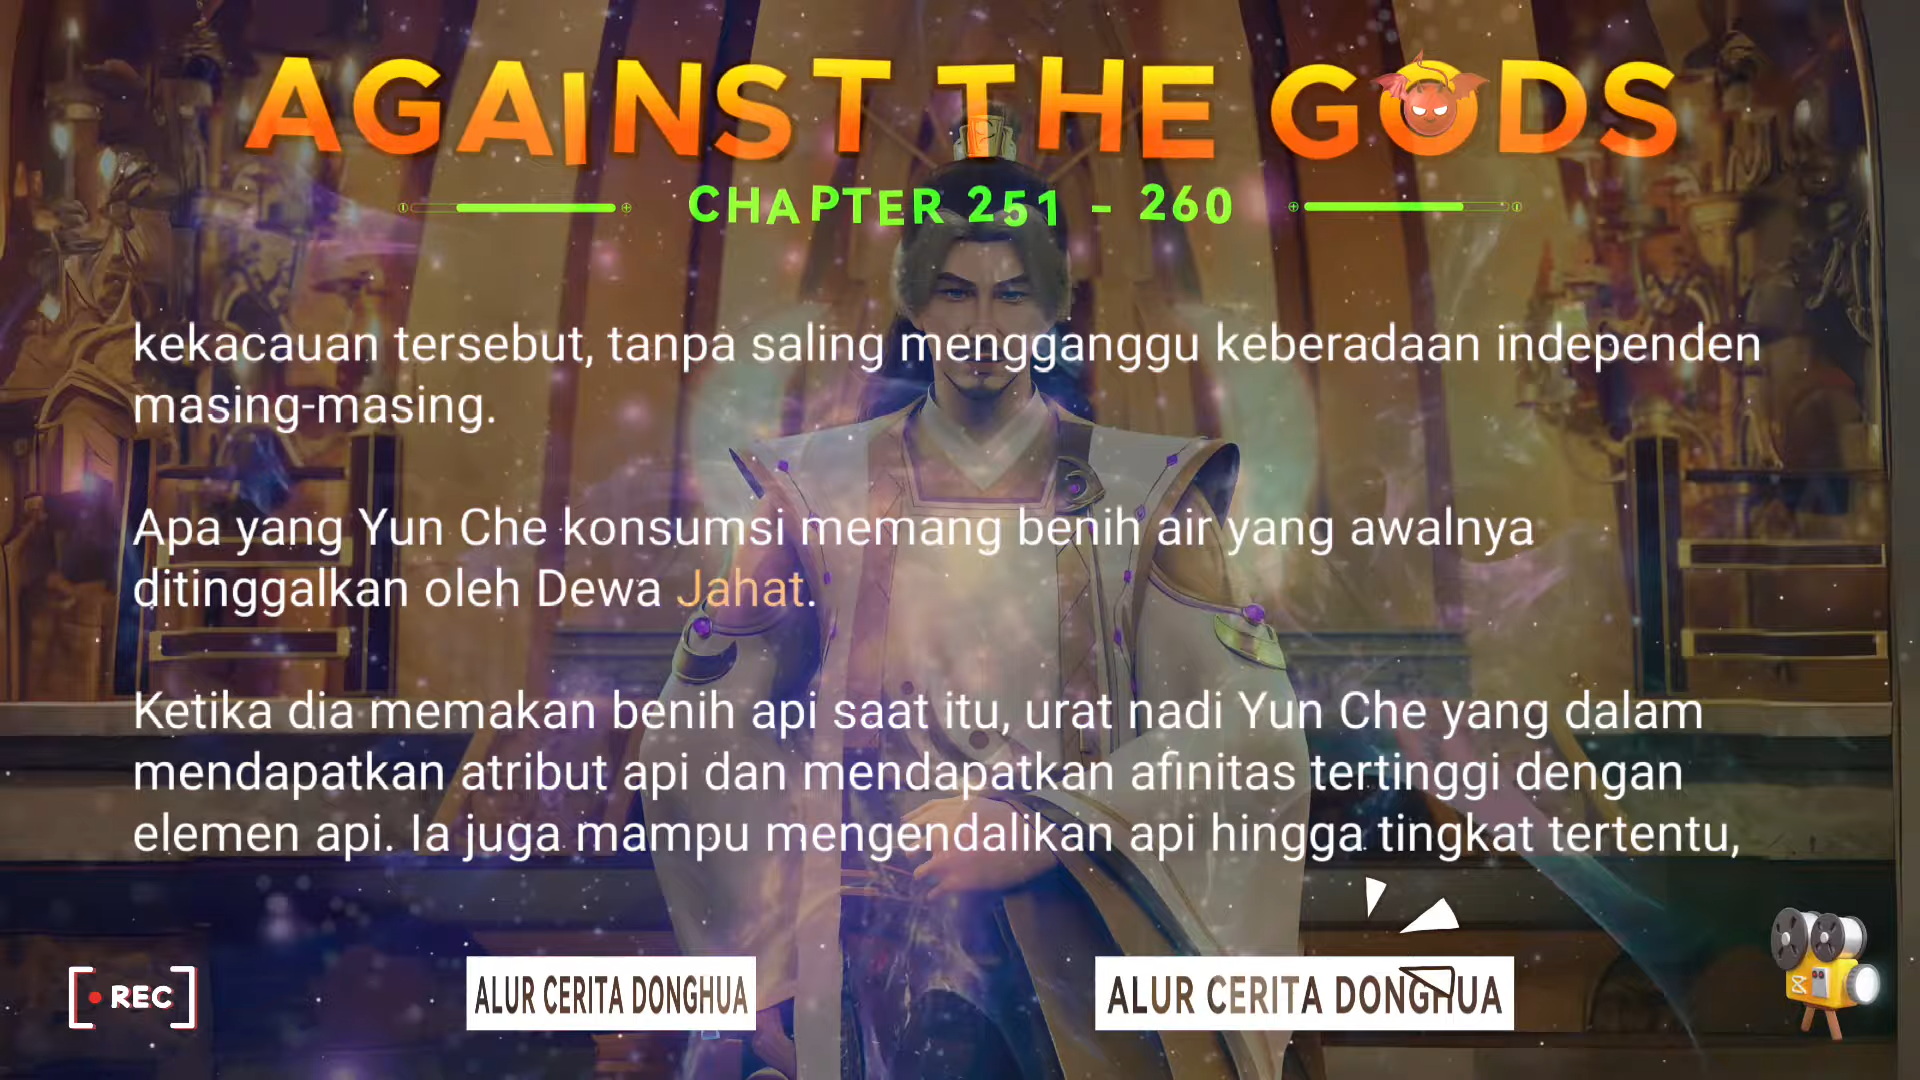 AGAINST THE GODS
CHAPTER 251 - 260
kekacauan tersebut, tanpa saling mengganggu keberadaan independen
masing-masing.
Apa yang Yun Che konsumsi memang benih air yang awalnya
ditinggalkan oleh Dewa Jahat.
Ketika dia memakan benih api saat itu, urat nadi Yun Che yang dalam
mendapatkan atribut api dan mendapatkan afinitas tertinggi dengan
elemen api. Ia juga mampu mengendalikan api hingga tingkat tertentu,
REC
ALUR CERITA DONGHUA
ALUR CERITA DONGHUA